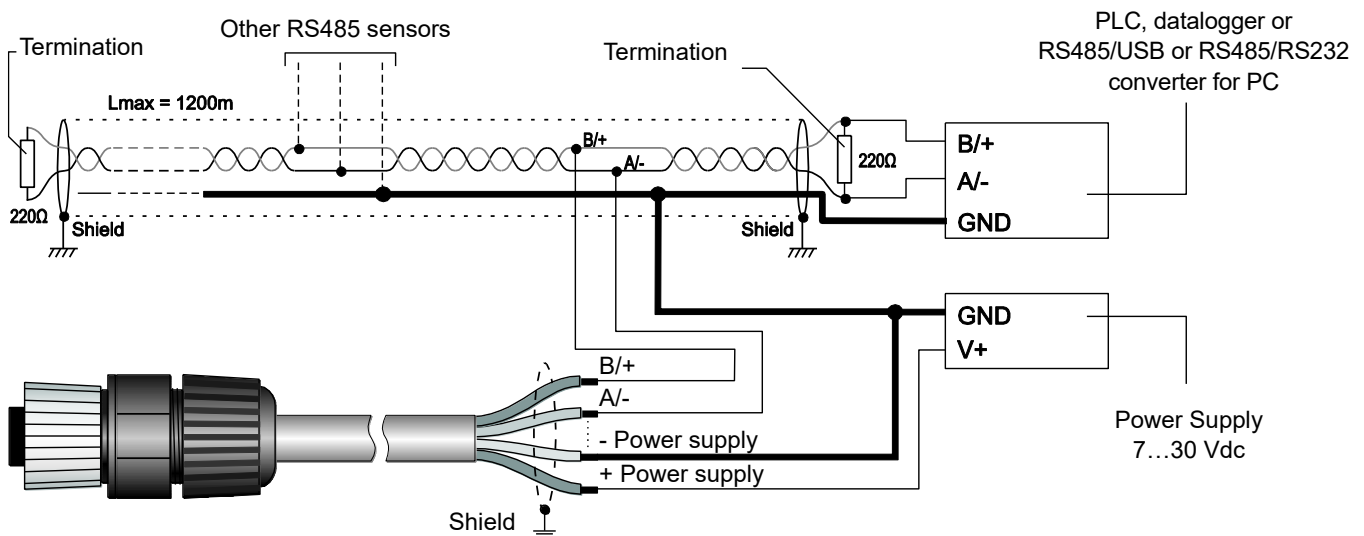 PLC, datalogger or
RS485/USB or RS485/RS232
converter for PC
Other RS485 sensors
Termination
Termination
Lmax = 1200m
B/+
A/-
220Ω
220Ω
Shield
Shield
B/+
A/-
GND
GND
V+
B/+
A/-
- Power supply
+ Power supply
Shield
Power Supply
7…30 Vdc